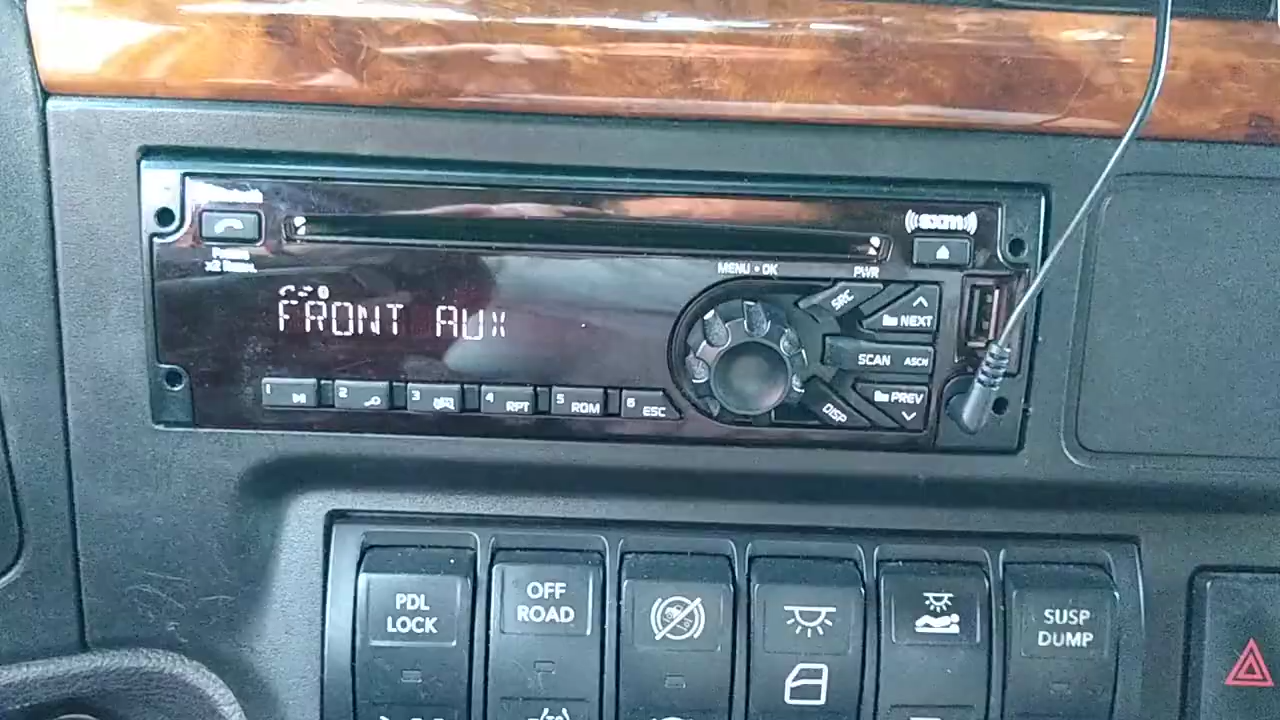 ((sxm))
MENU • OK
PWR
SRC
NEXT
FRONT AUX
SCAN
ASCN
PREV
DISP
1
2
3
4 RPT
5 RDM
6 ESC
PDL
LOCK
OFF
ROAD
SUSP
DUMP